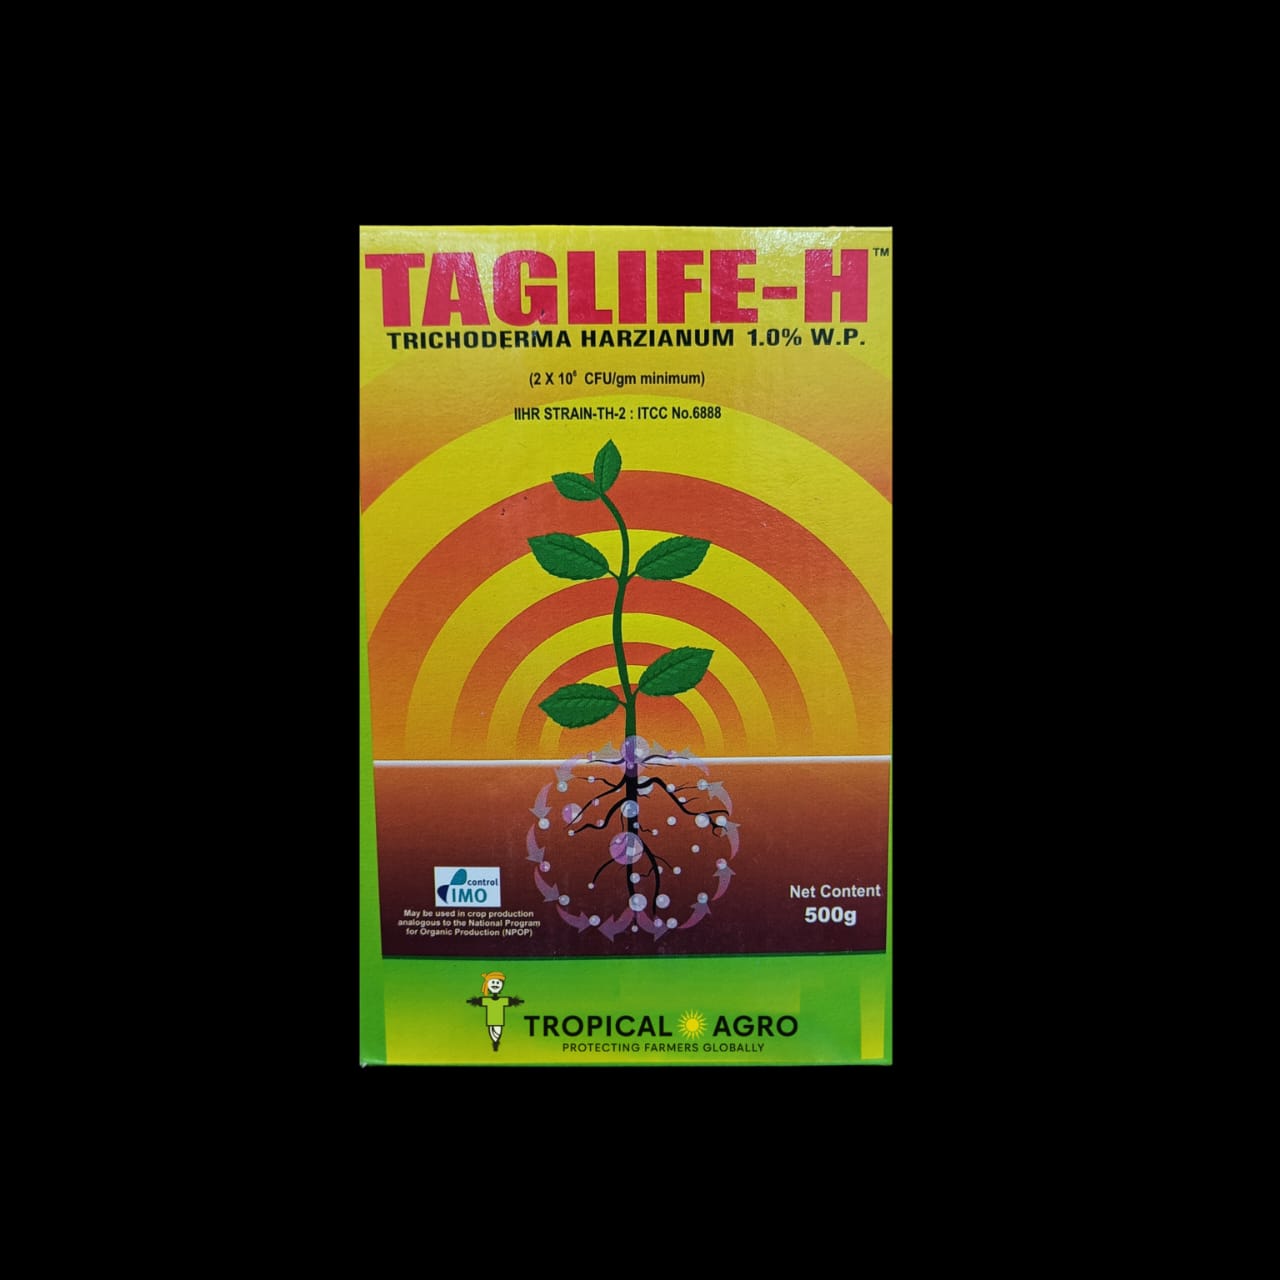 TAGLIFE-H™
TRICHODERMA HARZIANUM 1.0% W.P.
(2 X 10⁶ CFU/gm minimum)
IIHR STRAIN-TH-2 : ITCC No.6888
control
IMO
May be used in crop production
analogous to the National Program
for Organic Production (NPOP)
Net Content
500g
TROPICAL AGRO
PROTECTING FARMERS GLOBALLY